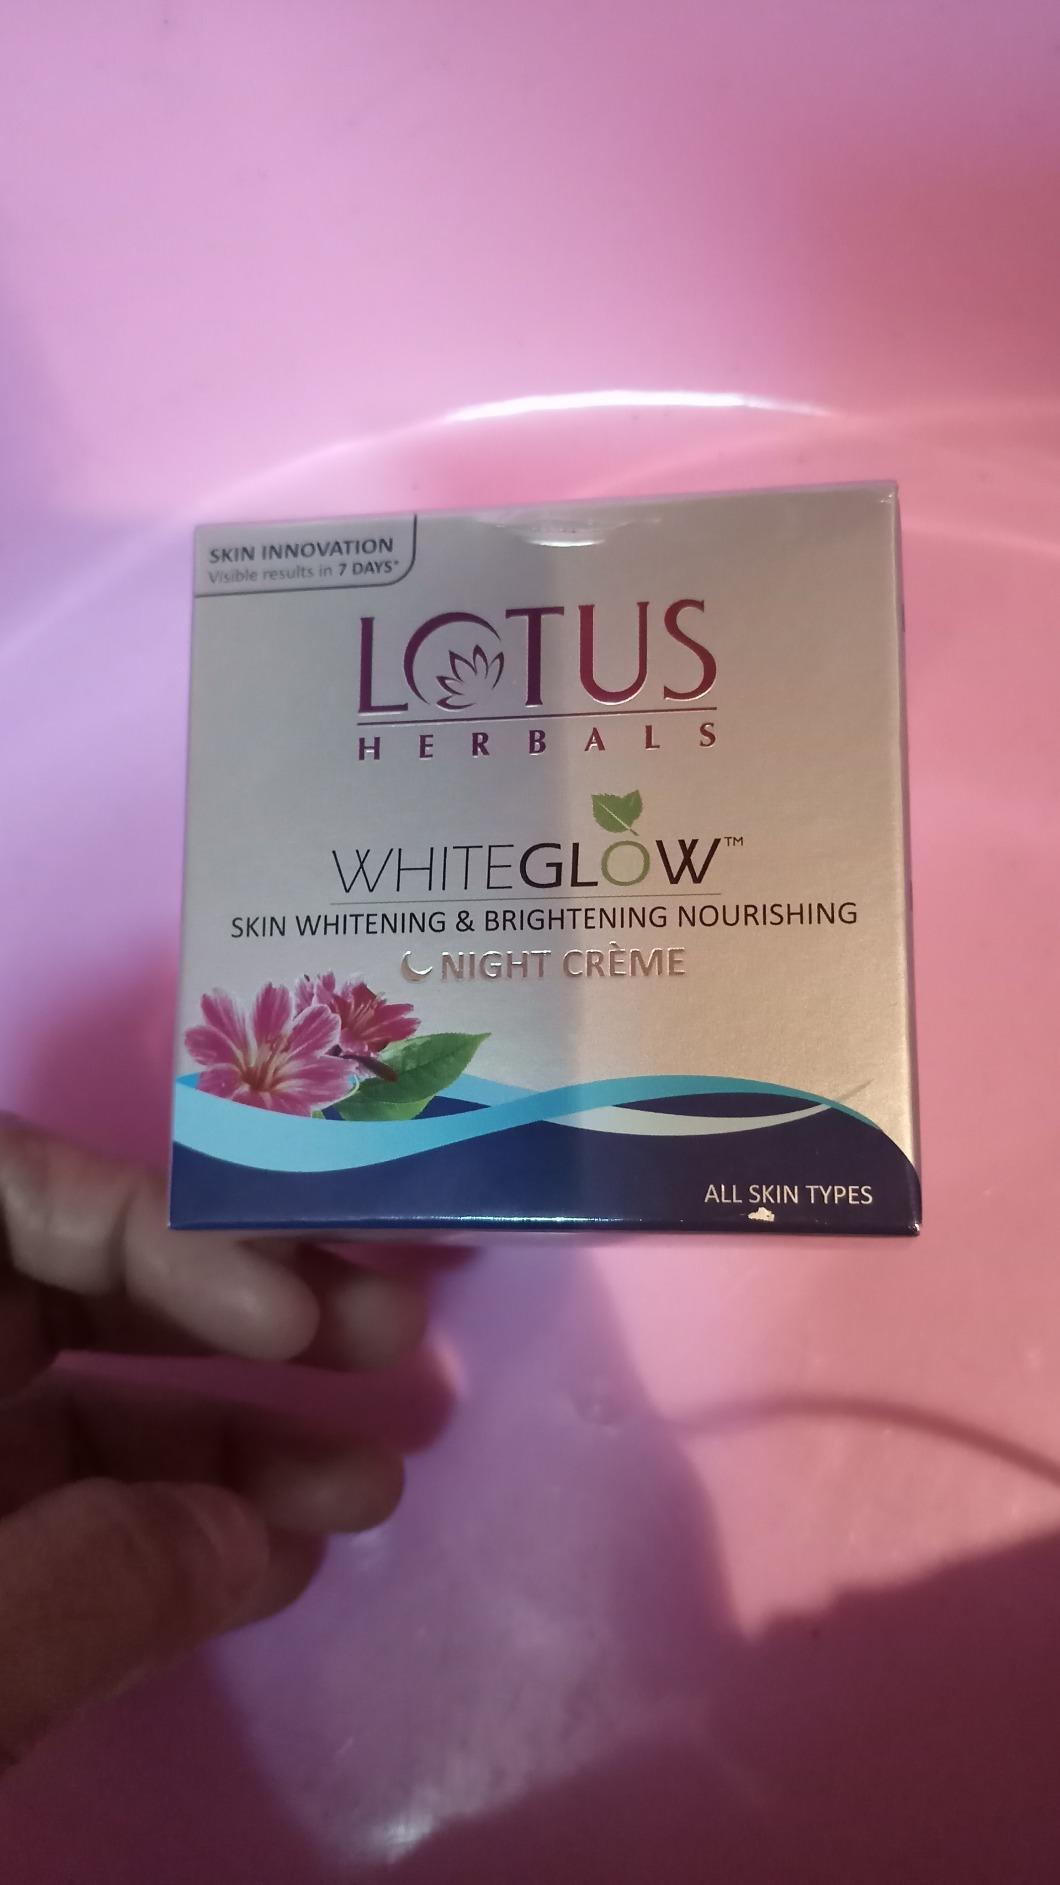 SKIN INNOVATION
Visible results in 7 DAYS*
LOTUS
HERBALS
WHITEGLOW™
SKIN WHITENING & BRIGHTENING NOURISHING
NIGHT CRÈME
ALL SKIN TYPES